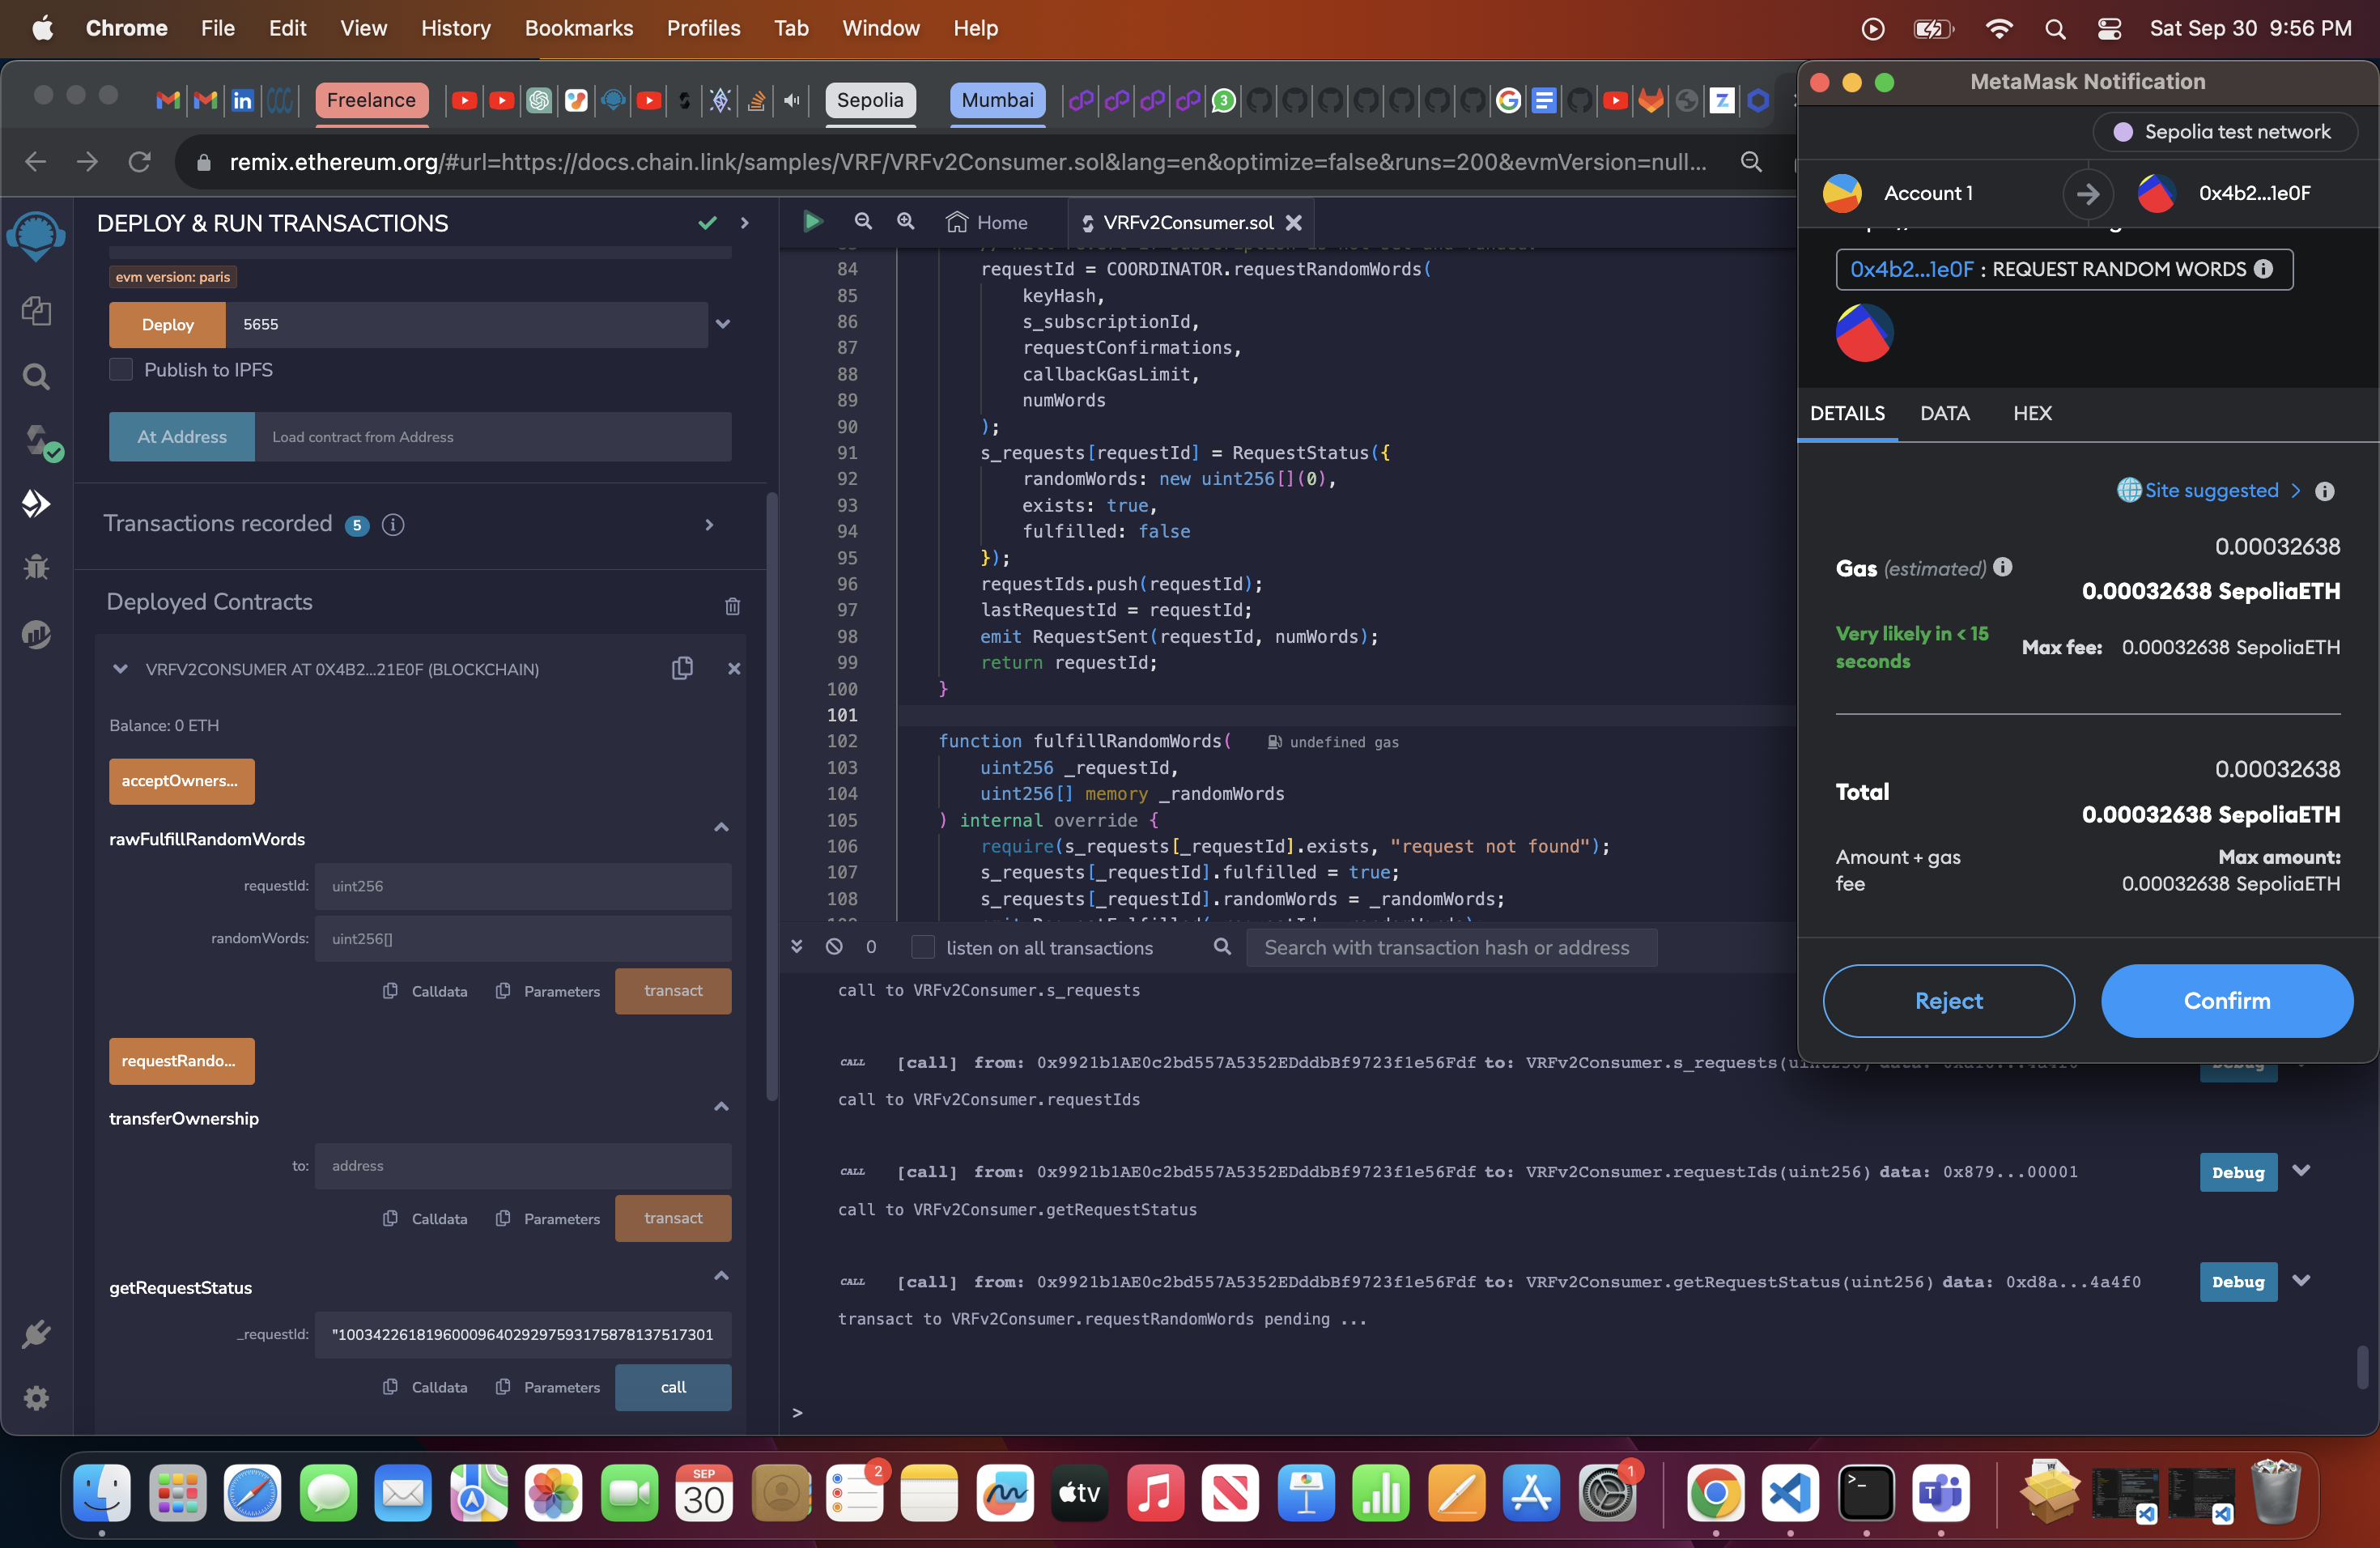 Chrome File Edit View History Bookmarks Profiles Tab Window Help Sat Sep 30 9:56 PM
Freelance Sepolia Mumbai 3
remix.ethereum.org/#url=https://docs.chain.link/samples/VRF/VRFv2Consumer.sol&lang=en&optimize=false&runs=200&evmVersion=null...
DEPLOY & RUN TRANSACTIONS
evm version: paris
Deploy 5655
Publish to IPFS
At Address Load contract from Address
Transactions recorded 5 i
Deployed Contracts
VRFV2CONSUMER AT 0X4B2...21E0F (BLOCKCHAIN)
Balance: 0 ETH
acceptOwners...
rawFulfillRandomWords
requestId: uint256
randomWords: uint256[]
Calldata Parameters transact
requestRando...
transferOwnership
to: address
Calldata Parameters transact
getRequestStatus
_requestId: "10034226181960009640292975931758781375173​01
Calldata Parameters call
Home VRFv2Consumer.sol
84 requestId = COORDINATOR.requestRandomWords(
85 keyHash,
86 s_subscriptionId,
87 requestConfirmations,
88 callbackGasLimit,
89 numWords
90 );
91 s_requests[requestId] = RequestStatus({
92 randomWords: new uint256[](0),
93 exists: true,
94 fulfilled: false
95 });
96 requestIds.push(requestId);
97 lastRequestId = requestId;
98 emit RequestSent(requestId, numWords);
99 return requestId;
100 }
101
102 function fulfillRandomWords( undefined gas
103 uint256 _requestId,
104 uint256[] memory _randomWords
105 ) internal override {
106 require(s_requests[_requestId].exists, "request not found");
107 s_requests[_requestId].fulfilled = true;
108 s_requests[_requestId].randomWords = _randomWords;
0 listen on all transactions Search with transaction hash or address
call to VRFv2Consumer.s_requests
CALL [call] from: 0x9921b1AE0c2bd557A5352EDddbBf9723f1e56Fdf to: VRFv2Consumer.s_requests(uint256) Debug
call to VRFv2Consumer.requestIds
CALL [call] from: 0x9921b1AE0c2bd557A5352EDddbBf9723f1e56Fdf to: VRFv2Consumer.requestIds(uint256) data: 0x879...00001 Debug
call to VRFv2Consumer.getRequestStatus
CALL [call] from: 0x9921b1AE0c2bd557A5352EDddbBf9723f1e56Fdf to: VRFv2Consumer.getRequestStatus(uint256) data: 0xd8a...4a4f0 Debug
transact to VRFv2Consumer.requestRandomWords pending ...
>
MetaMask Notification
Sepolia test network
Account 1 0x4b2...1e0F
0x4b2...1e0F : REQUEST RANDOM WORDS
DETAILS DATA HEX
Site suggested >
0.00032638
Gas (estimated) 0.00032638 SepoliaETH
Very likely in < 15 seconds Max fee: 0.00032638 SepoliaETH
0.00032638
Total 0.00032638 SepoliaETH
Amount + gas fee Max amount: 0.00032638 SepoliaETH
Reject Confirm
SEP 30 2 tv 1